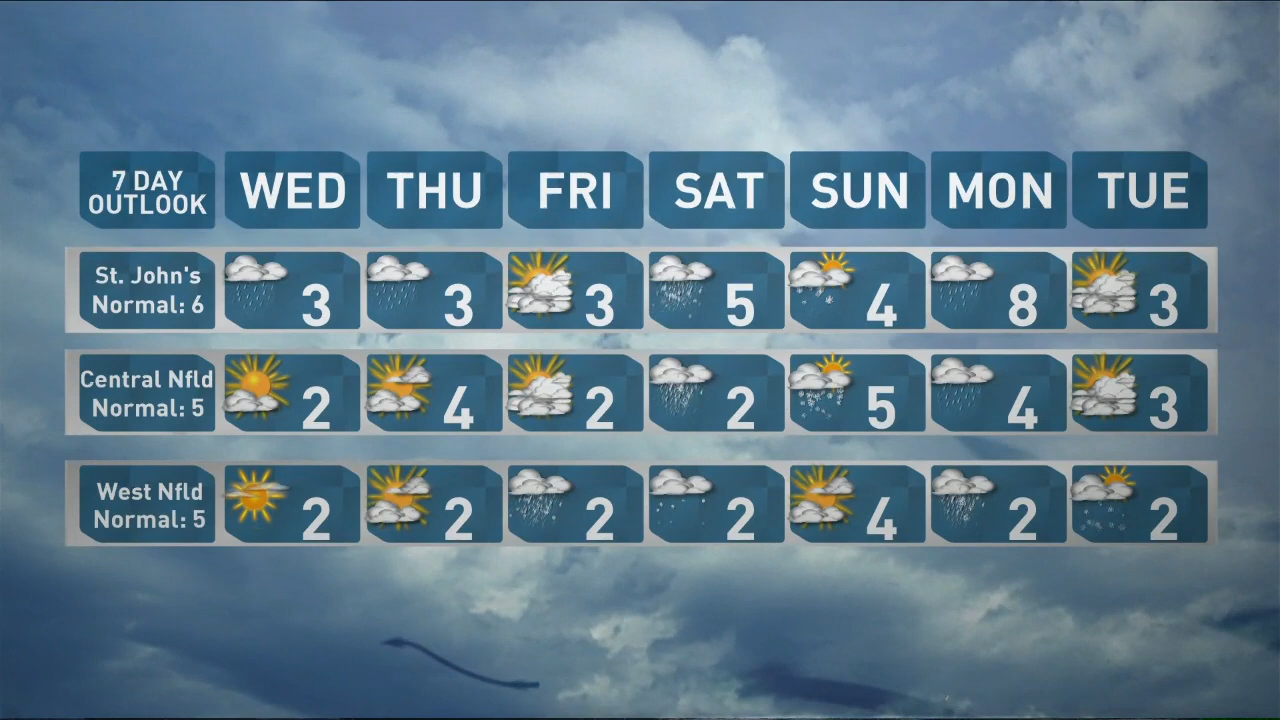 7 DAY
OUTLOOK
WED THU FRI SAT SUN MON TUE
St. John's
Normal: 6
3 3 3 5 4 8 3
Central Nfld
Normal: 5
2 4 2 2 5 4 3
West Nfld
Normal: 5
2 2 2 2 4 2 2